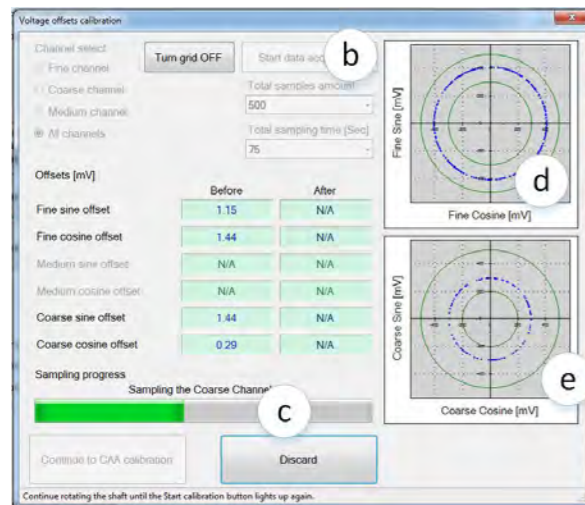 Voltage offsets calibration
Channel select
Fine channel
Coarse channel
Medium channel
All channels
Turn grid OFF
Start data acq
b
Total samples amount
500
Total sampling time [Sec]
75
Offsets [mV]
Before After
Fine sine offset 1.15 N/A
Fine cosine offset 1.44 N/A
Medium sine offset N/A N/A
Medium cosine offset N/A N/A
Coarse sine offset 1.44 N/A
Coarse cosine offset 0.29 N/A
Sampling progress
Sampling the Coarse Channel
c
Continue to CAA calibration
Discard
Continue rotating the shaft until the Start calibration button lights up again.
Fine Sine [mV]
d
Fine Cosine [mV]
Coarse Sine [mV]
e
Coarse Cosine [mV]